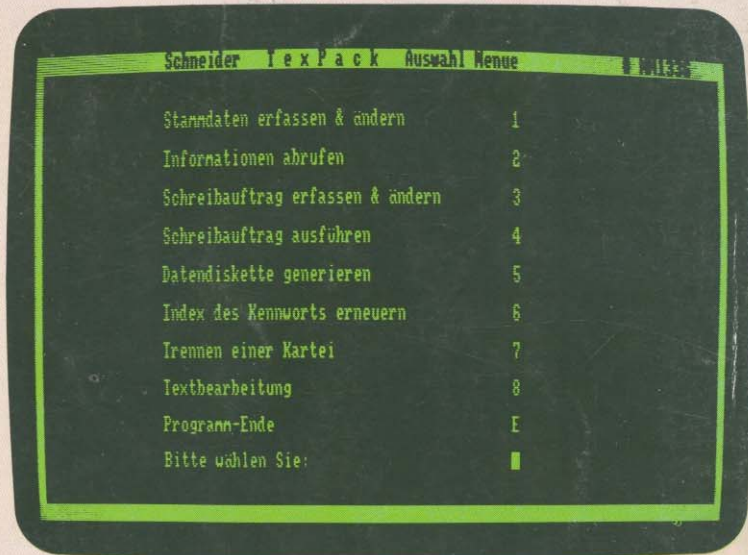 Schneider TexPack Auswahl Menue
Stammdaten erfassen & ändern 1
Informationen abrufen 2
Schreibauftrag erfassen & ändern 3
Schreibauftrag ausführen 4
Datendiskette generieren 5
Index des Kennworts erneuern 6
Trennen einer Kartei 7
Textbearbeitung 8
Programm-Ende E
Bitte wählen Sie: